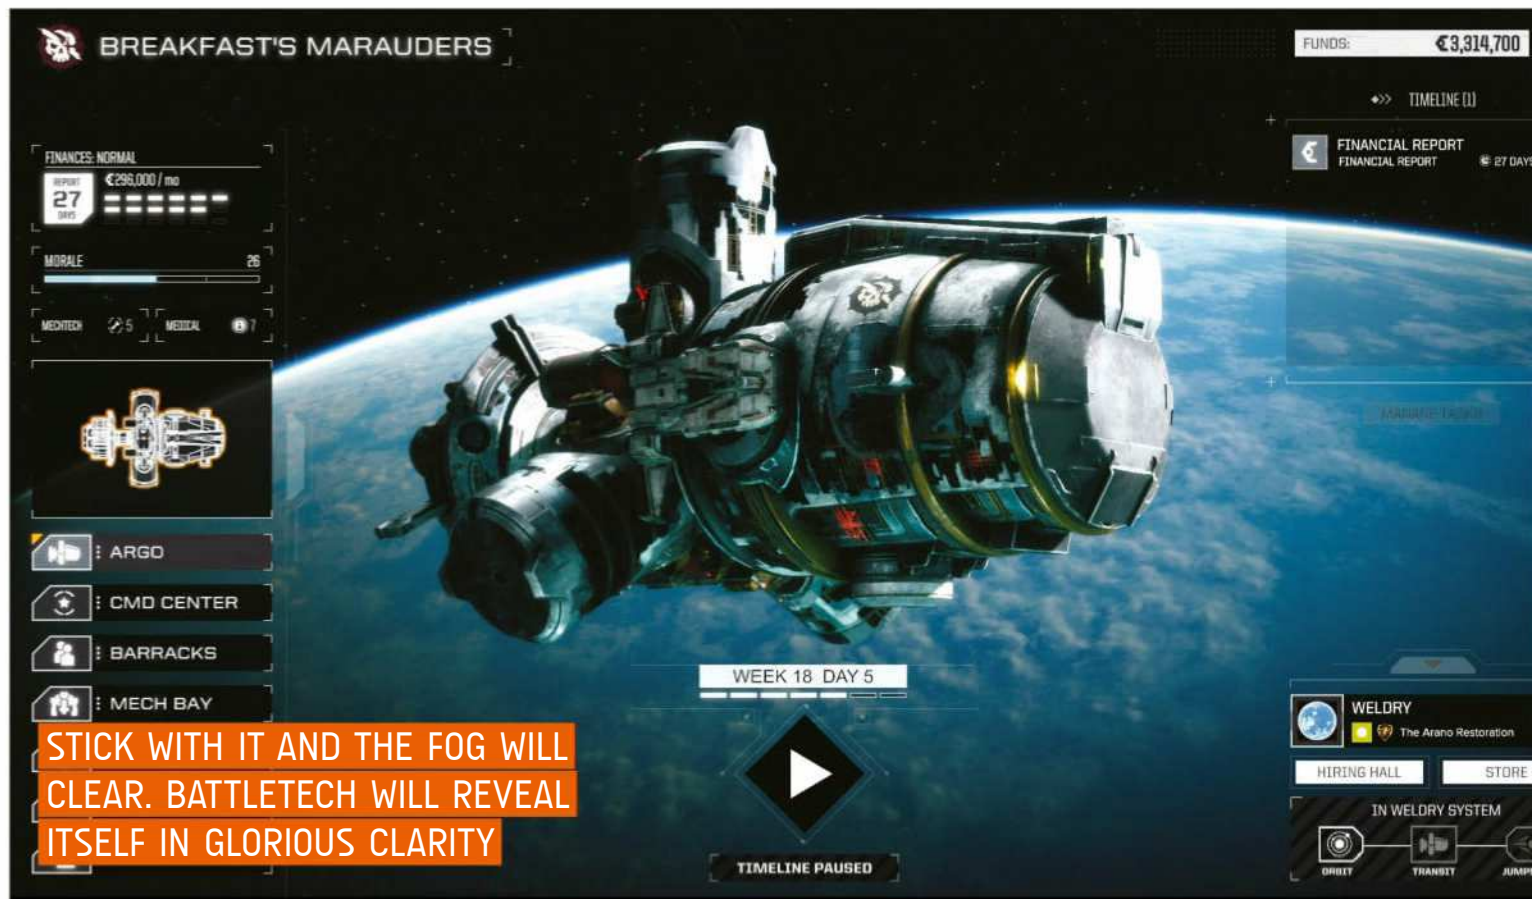 BREAKFAST'S MARAUDERS
FUNDS: 3,314,700
TIMELINE (1)
FINANCIAL REPORT
FINANCIAL REPORT 27 DAYS
FINANCES: NORMAL
REPORT 27 DAYS
296,000 / mo
MORALE 26
MECHTECH 5 MEDICAL 7
MANAGE TASKS
ARGO
CMD CENTER
BARRACKS
MECH BAY
STICK WITH IT AND THE FOG WILL
CLEAR. BATTLETECH WILL REVEAL
ITSELF IN GLORIOUS CLARITY
WEEK 18 DAY 5
TIMELINE PAUSED
WELDRY
The Arano Restoration
HIRING HALL STORE
IN WELDRY SYSTEM
ORBIT TRANSIT